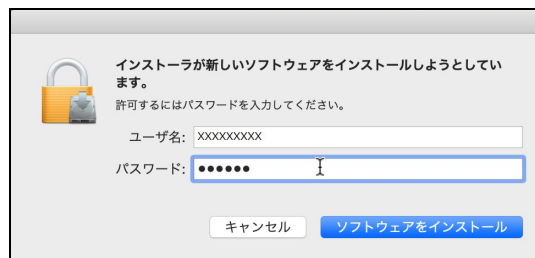 インストーラが新しいソフトウェアをインストールしようとしてい
ます。
許可するにはパスワードを入力してください。
ユーザ名: XXXXXXXXX
パスワード: ●●●●●●
キャンセル ソフトウェアをインストール